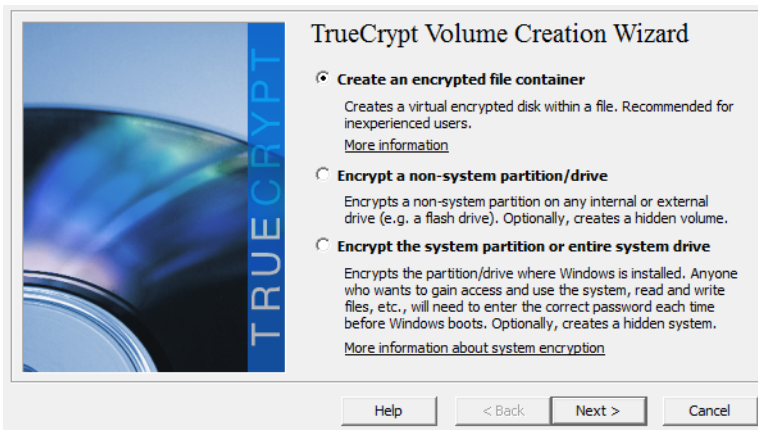 TRUECRYPT
TrueCrypt Volume Creation Wizard
Create an encrypted file container
Creates a virtual encrypted disk within a file. Recommended for
inexperienced users.
More information
Encrypt a non-system partition/drive
Encrypts a non-system partition on any internal or external
drive (e.g. a flash drive). Optionally, creates a hidden volume.
Encrypt the system partition or entire system drive
Encrypts the partition/drive where Windows is installed. Anyone
who wants to gain access and use the system, read and write
files, etc., will need to enter the correct password each time
before Windows boots. Optionally, creates a hidden system.
More information about system encryption
Help
< Back
Next >
Cancel